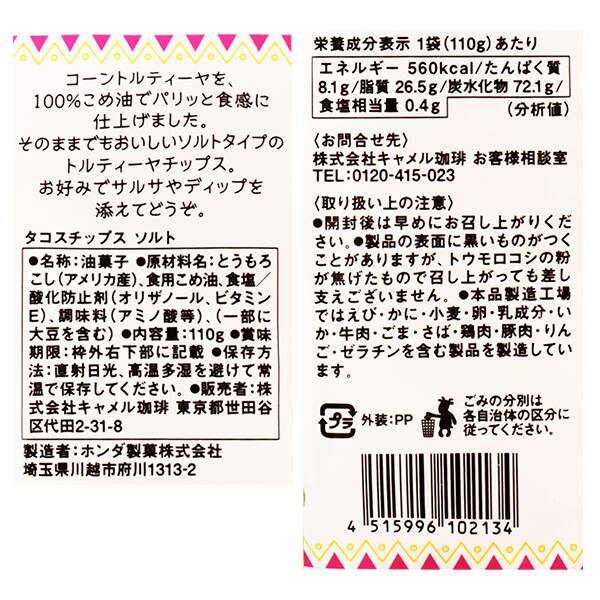 コーントルティーヤを、
100%こめ油でパリッと食感に
仕上げました。
そのままでもおいしいソルトタイプの
トルティーヤチップス。
お好みでサルサやディップを
添えてどうぞ。
タコスチップス ソルト
●名称:油菓子 ●原材料名:とうもろ
こし(アメリカ産)、食用こめ油、食塩/
酸化防止剤(オリザノール、ビタミン
E)、調味料(アミノ酸等)、(一部に
大豆を含む) ●内容量:110g ●賞味
期限:枠外右下部に記載 ●保存方
法:直射日光、高温多湿を避けて常
温で保存してください。 ●販売者:株
式会社キャメル珈琲 東京都世田谷
区代田2-31-8
製造者:ホンダ製菓株式会社
埼玉県川越市府川1313-2
栄養成分表示 1袋(110g)あたり
エネルギー 560kcal/たんぱく質
8.1g/脂質 26.5g/炭水化物 72.1g/
食塩相当量 0.4g
(分析値)
〈お問合せ先〉
株式会社キャメル珈琲 お客様相談室
TEL:0120-415-023
〈取り扱い上の注意〉
●開封後は早めにお召し上がりくだ
さい。●製品の表面に黒いものがつく
ことがありますが、トウモロコシの粉
が焦げたもので召し上がっても差し
支えございません。●本品製造工場
ではえび・かに・小麦・卵・乳成分・い
か・牛肉・ごま・さば・鶏肉・豚肉・りん
ご・ゼラチンを含む製品を製造してい
ます。
プラ
外装:PP
ごみの分別は
各自治体の区分に
従ってください。
4 515996 102134